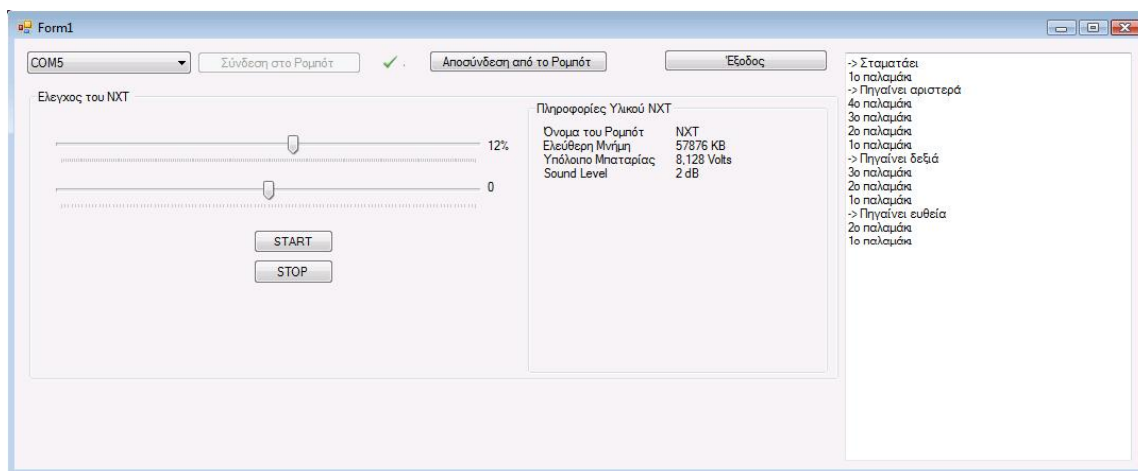 Form1
COM5
Σύνδεση στο Ρομπότ
Αποσύνδεση από το Ρομπότ
Έξοδος
Ελεγχος του NXT
12%
0
START
STOP
Πληροφορίες Υλικού NXT
Όνομα του Ρομπότ NXT
Ελεύθερη Μνήμη 57876 KB
Υπόλοιπο Μπαταρίας 8,128 Volts
Sound Level 2 dB
-> Σταματάει
1ο παλαμάκι
-> Πηγαίνει αριστερά
4ο παλαμάκι
3ο παλαμάκι
2ο παλαμάκι
1ο παλαμάκι
-> Πηγαίνει δεξιά
3ο παλαμάκι
2ο παλαμάκι
1ο παλαμάκι
-> Πηγαίνει ευθεία
2ο παλαμάκι
1ο παλαμάκι